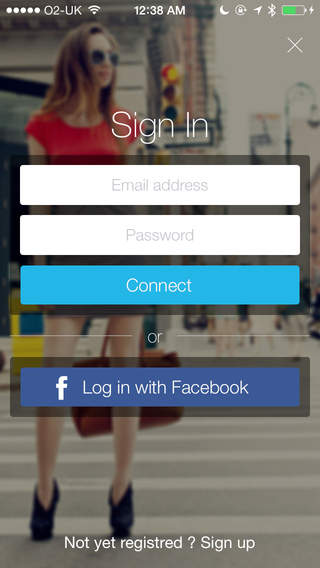 O2-UK 12:38 AM
Sign In
Email address
Password
Connect
or
f Log in with Facebook
Not yet registred ? Sign up